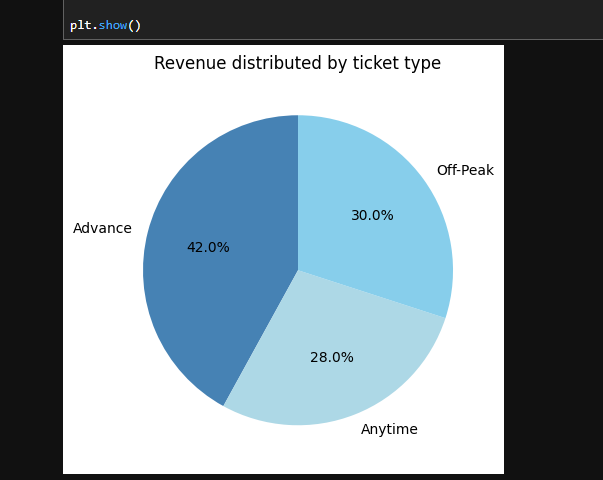 plt.show()
Revenue distributed by ticket type
Off-Peak
30.0%
Advance
42.0%
28.0%
Anytime